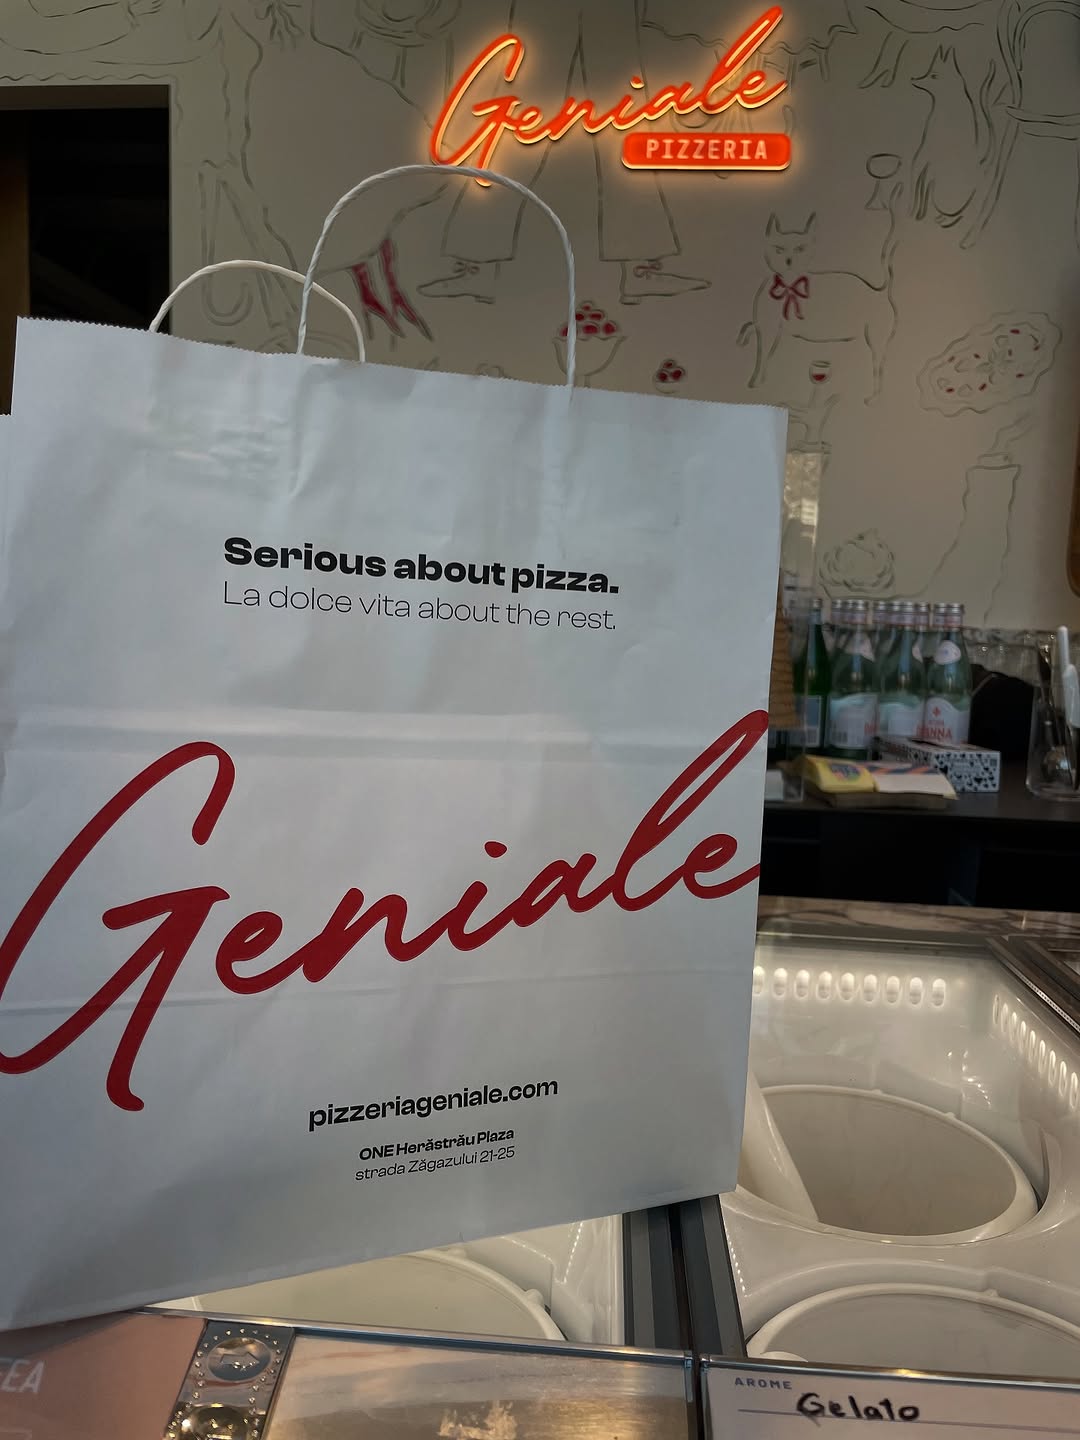 Geniale
PIZZERIA
Serious about pizza.
La dolce vita about the rest.
Geniale
pizzeriageniale.com
ONE Herăstrău Plaza
strada Zăgazului 21-25
AROME
Gelato